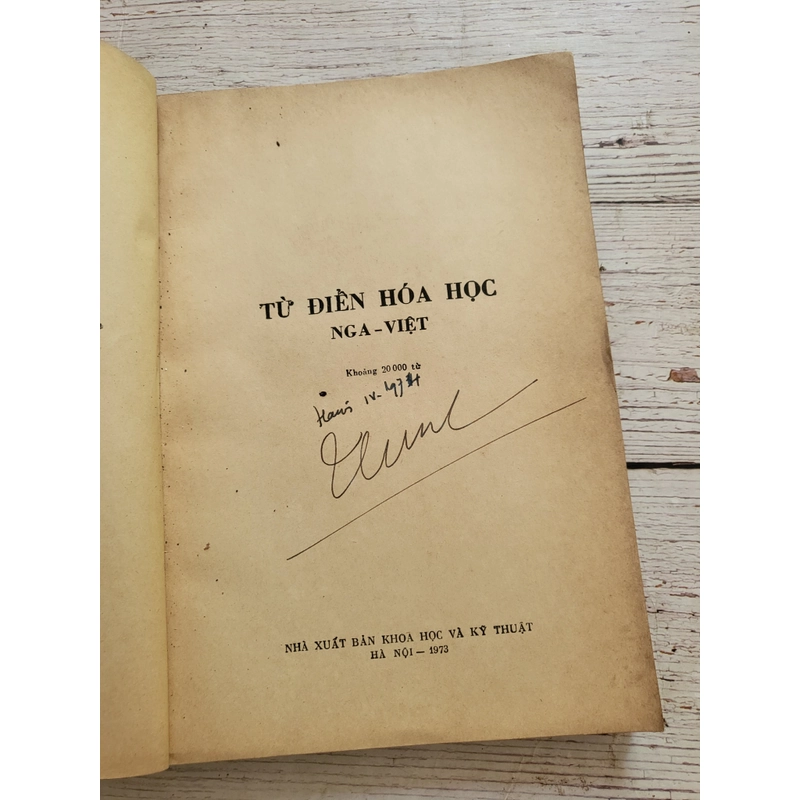 TỪ ĐIỂN HÓA HỌC
NGA-VIỆT
Khoảng 20 000 từ
NHÀ XUẤT BẢN KHOA HỌC VÀ KỸ THUẬT
HÀ NỘI — 1973